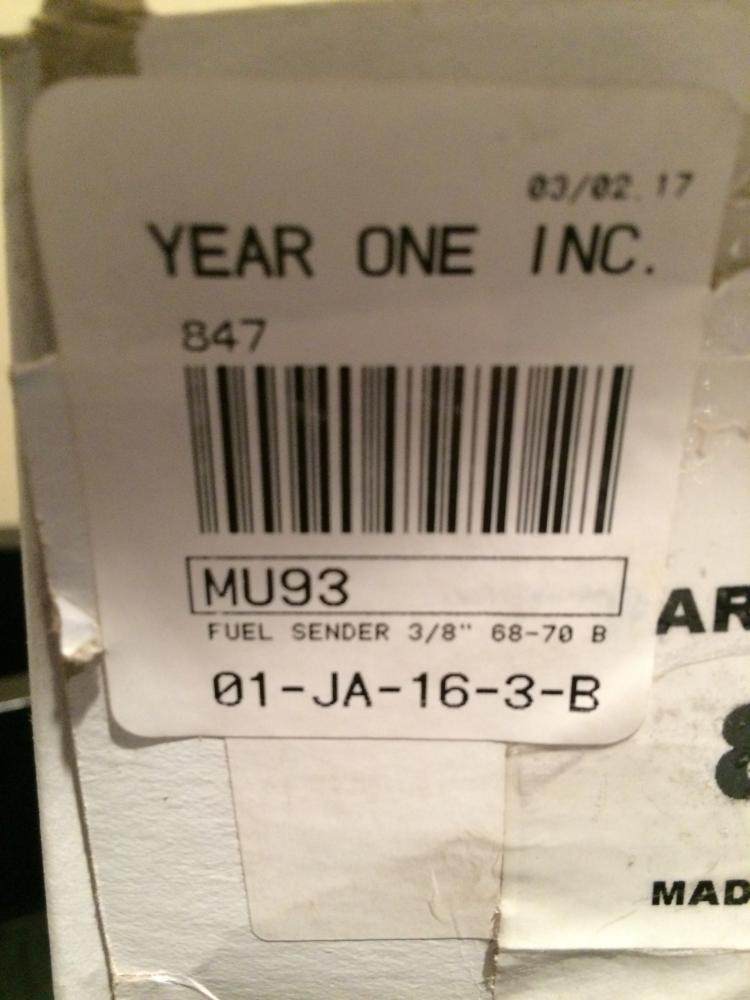 03/02.17
YEAR ONE INC.
847
MU93
FUEL SENDER 3/8" 68-70 B
01-JA-16-3-B
AR
8
MAD